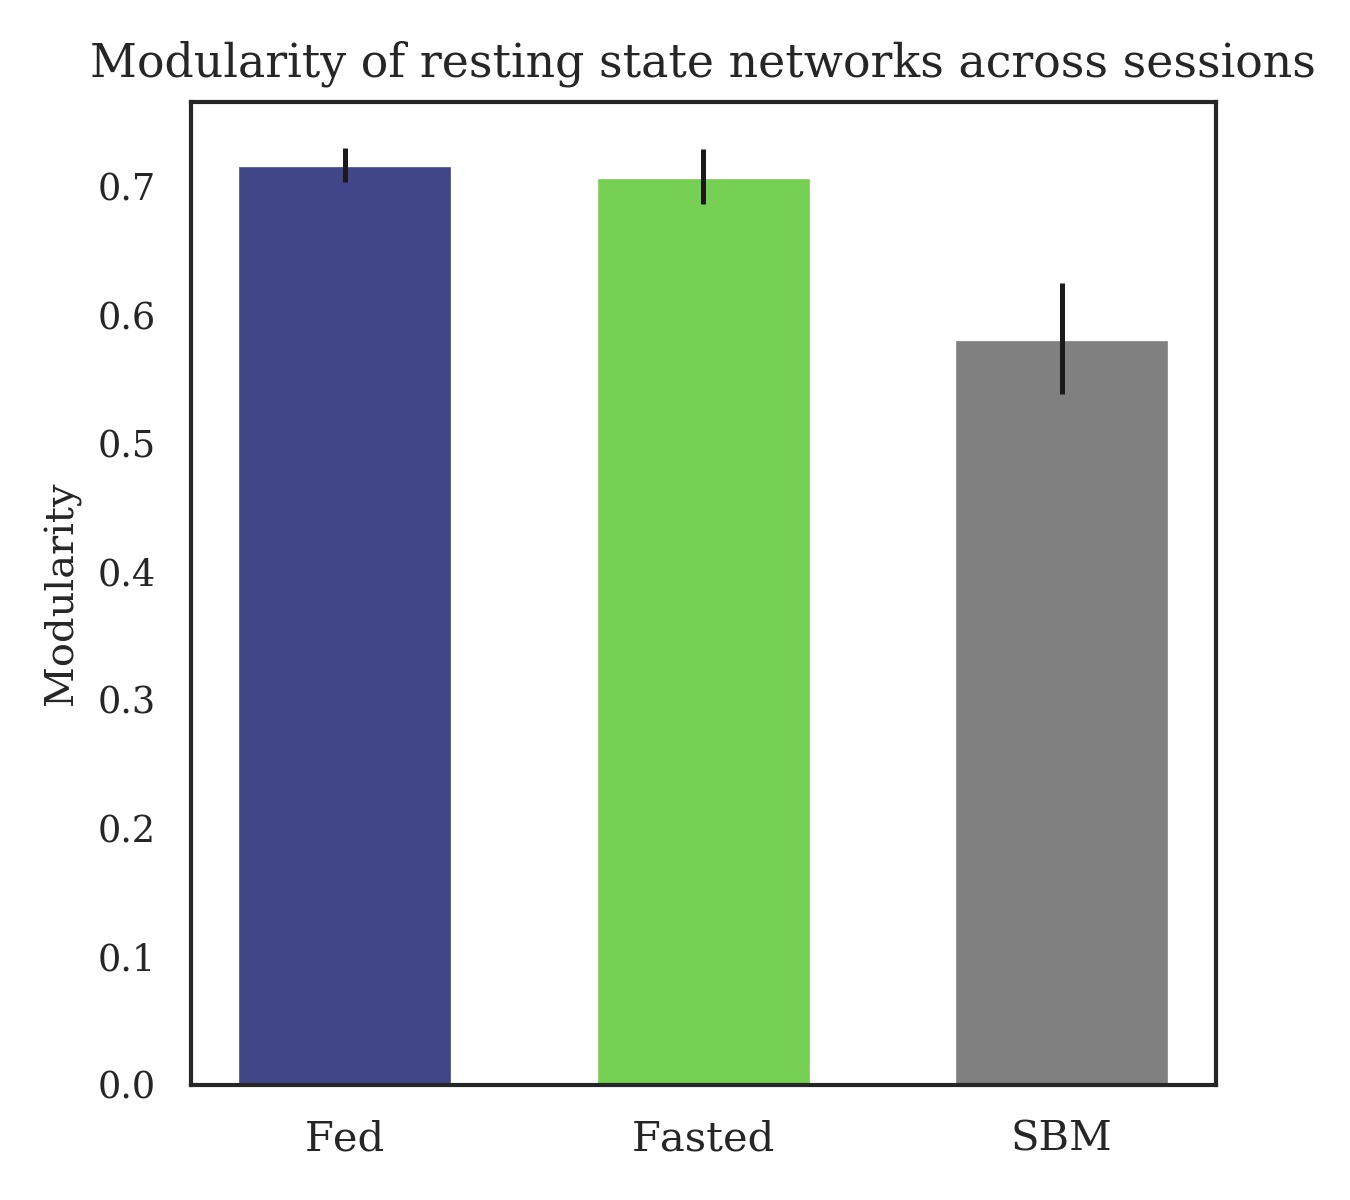 Modularity of resting state networks across sessions
Modularity
0.7
0.6
0.5
0.4
0.3
0.2
0.1
0.0
Fed
Fasted
SBM